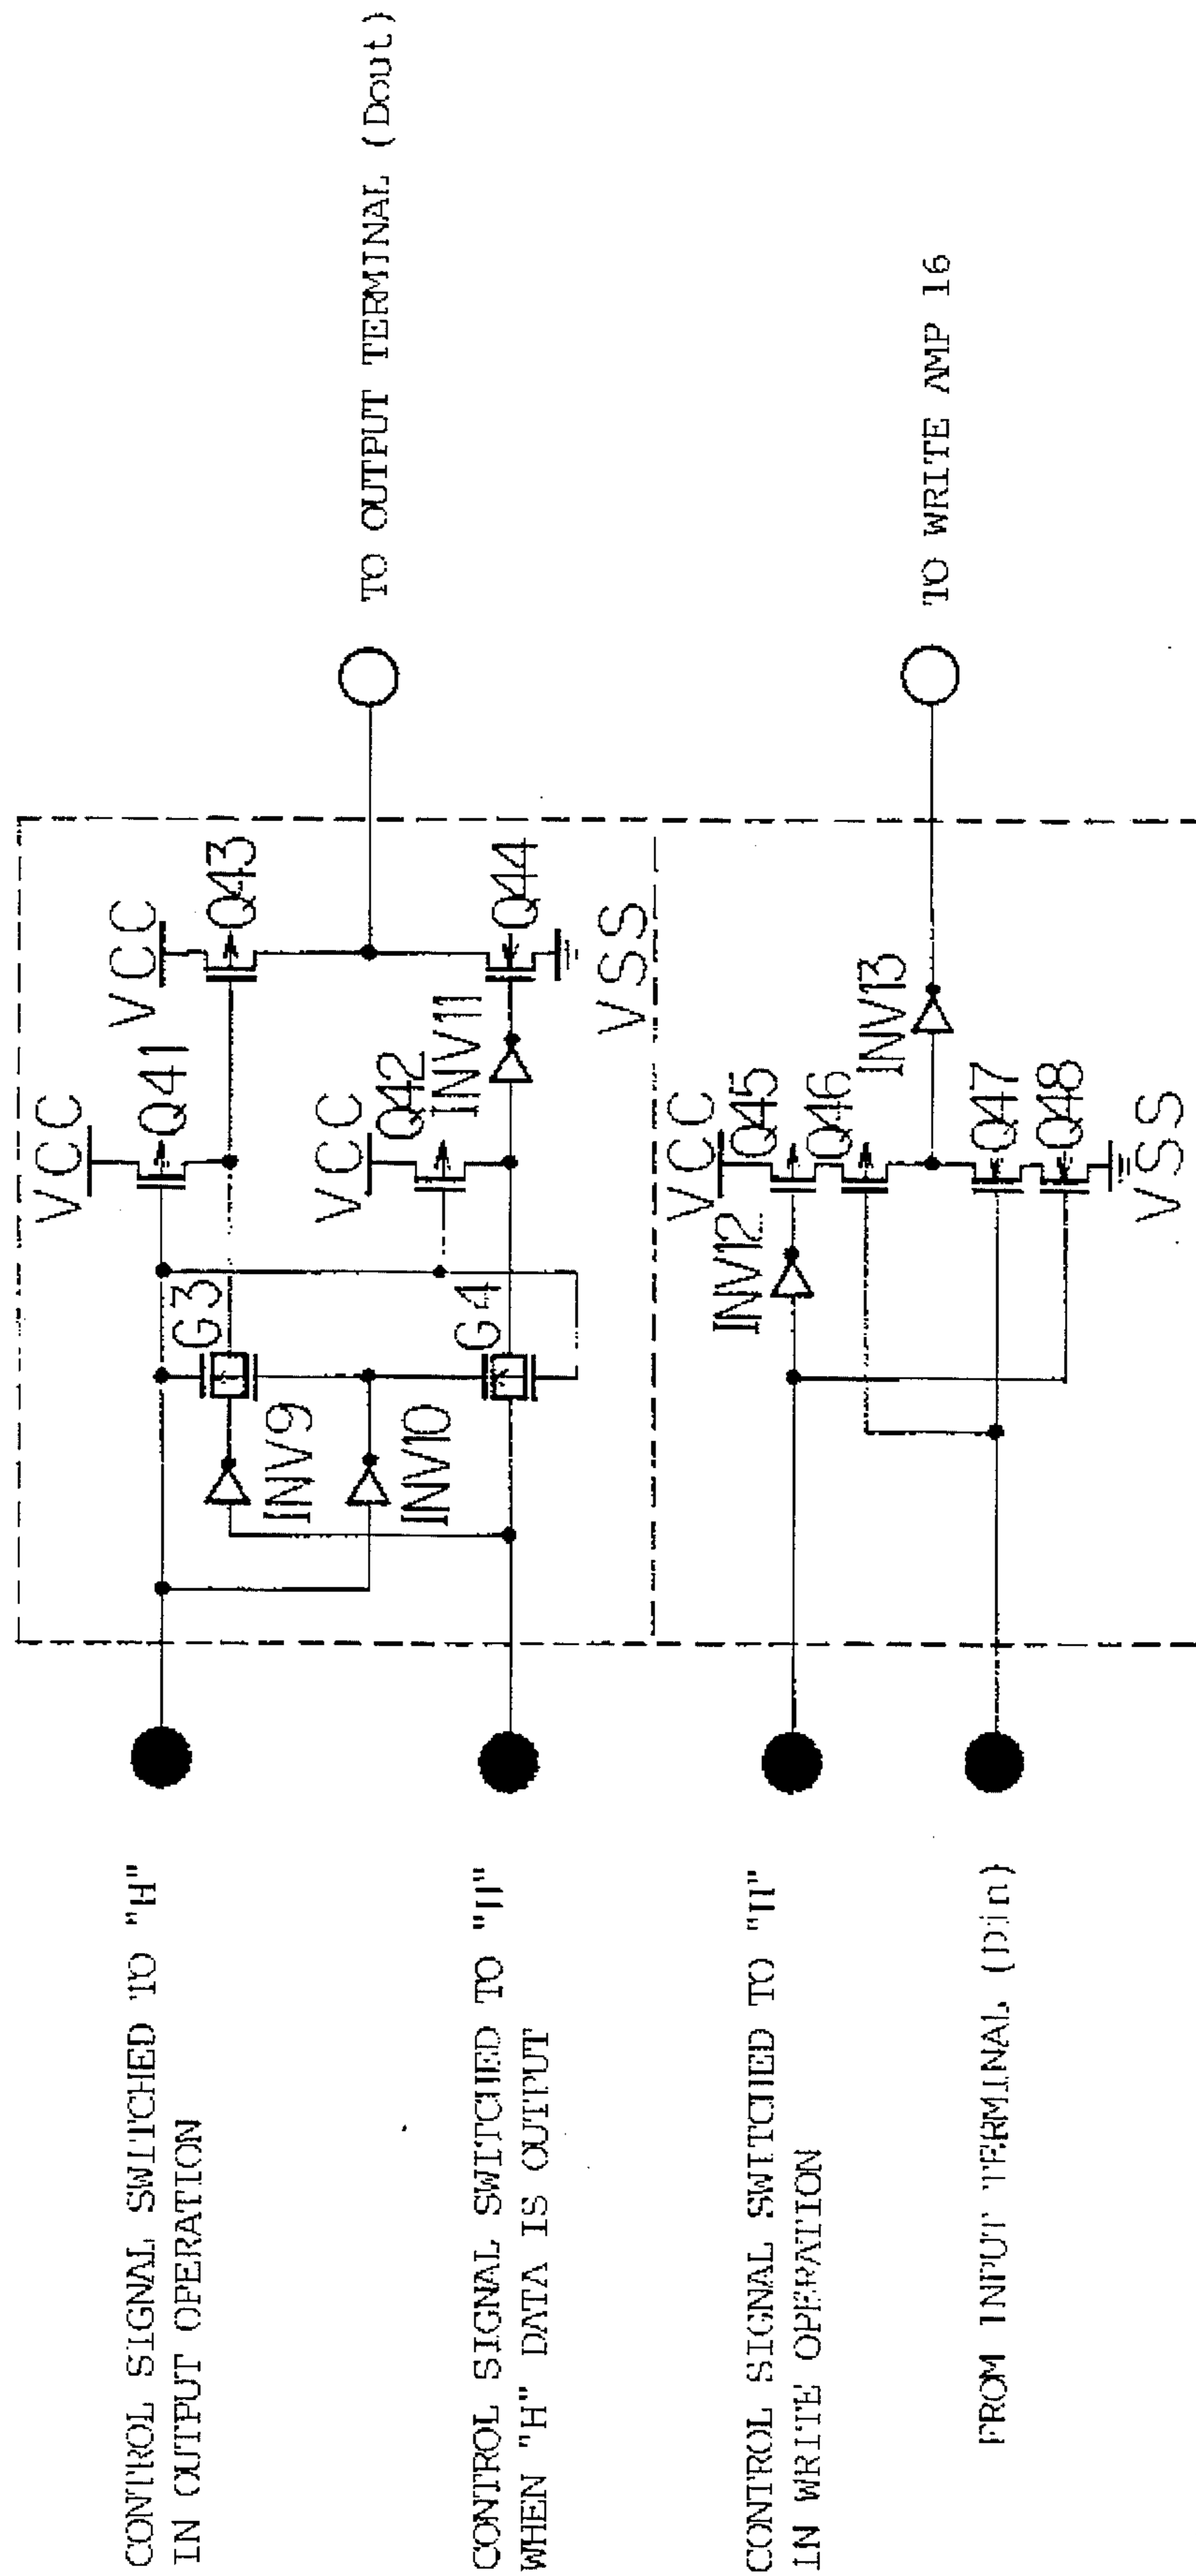 CONTROL SIGNAL SWITCHED TO "H"
IN OUTPUT OPERATION
CONTROL SIGNAL SWITCHED TO "H"
WHEN "H" DATA IS OUTPUT
CONTROL SIGNAL SWITCHED TO "H"
IN WRITE OPERATION
FROM INPUT TERMINAL (Din)
VCC
Q41
VCC
Q43
G3
INV9
INV10
VCC
Q42
INV11
Q44
G4
VSS
TO OUTPUT TERMINAL (Dout)
VCC
Q45
Q46
INV12
INV13
Q47
Q48
VSS
TO WRITE AMP 16